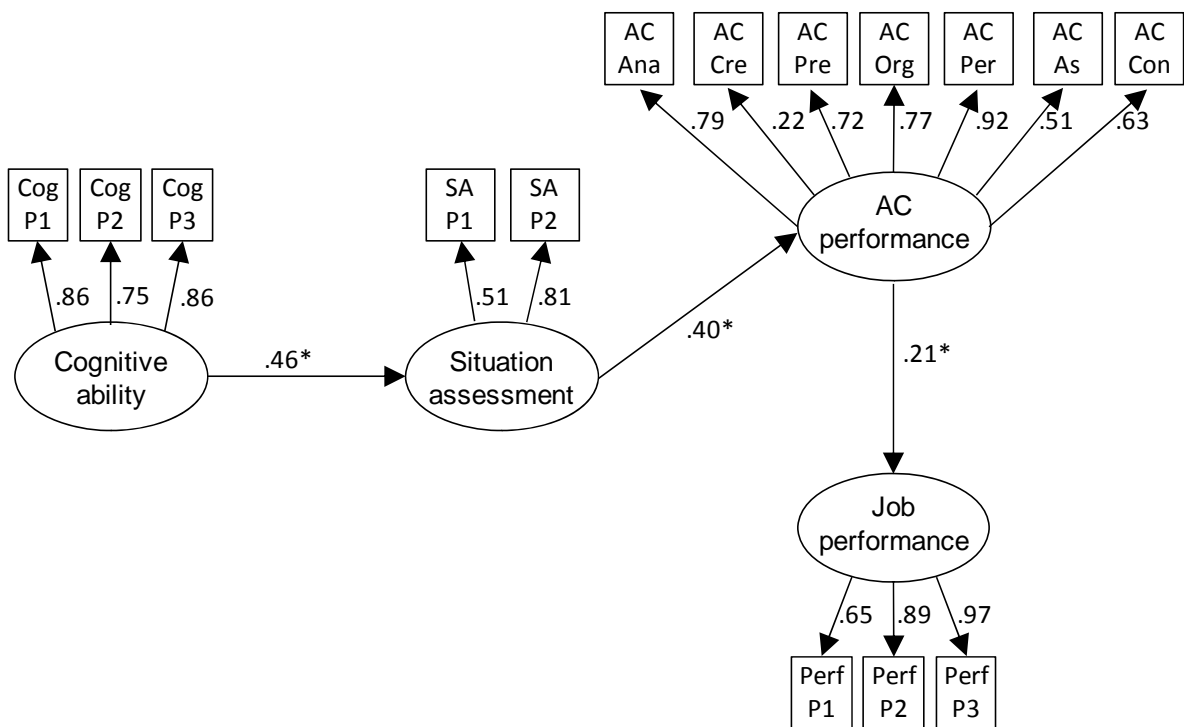 AC
Ana
AC
Cre
AC
Pre
AC
Org
AC
Per
AC
As
AC
Con
.79
.22
.72
.77
.92
.51
.63
Cog
P1
Cog
P2
Cog
P3
SA
P1
SA
P2
AC
performance
.86
.75
.86
.51
.81
Cognitive
ability
.46*
Situation
assessment
.40*
.21*
Job
performance
.65
.89
.97
Perf
P1
Perf
P2
Perf
P3